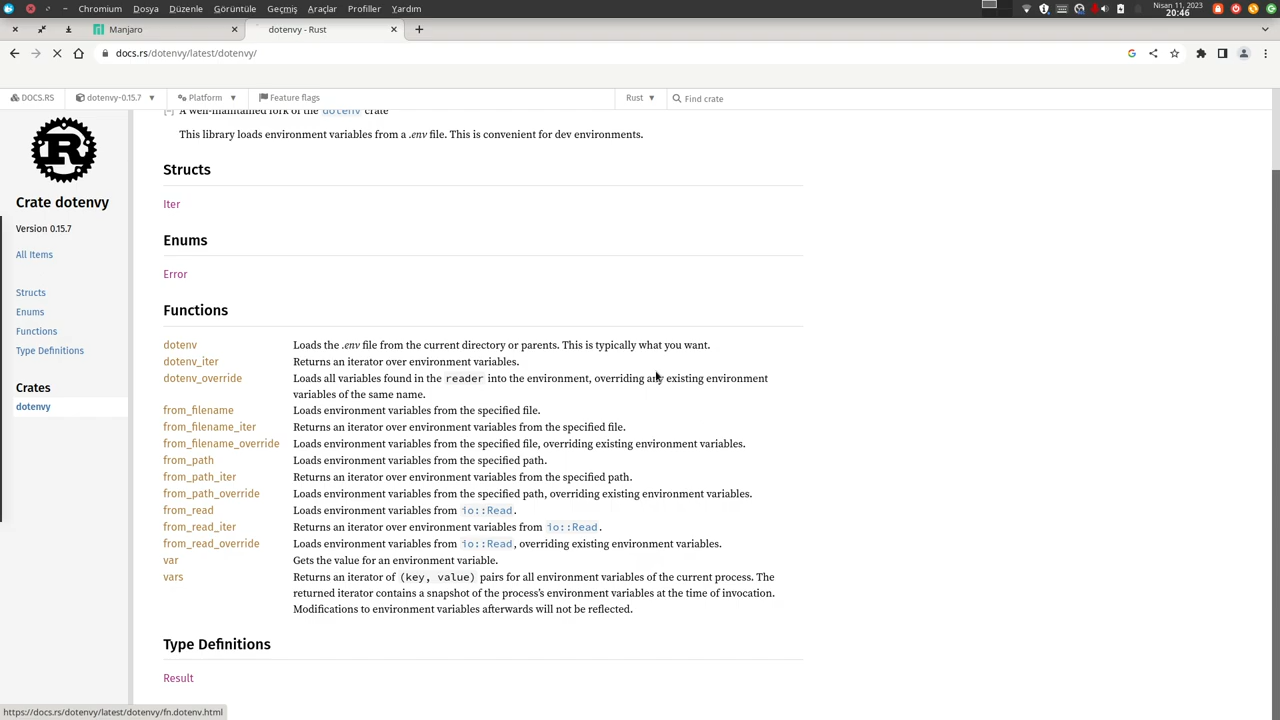 Chromium Dosya Düzenle Görüntüle Geçmiş Araçlar Profiller Yardım
Nisan 11, 2023
20:46
Manjaro
dotenvy - Rust
docs.rs/dotenvy/latest/dotenvy/
DOCS.RS dotenvy-0.15.7 Platform Feature flags Rust Find crate
[-] A well-maintained fork of the dotenv crate
This library loads environment variables from a .env file. This is convenient for dev environments.
Crate dotenvy
Version 0.15.7
All Items
Structs
Enums
Functions
Type Definitions
Crates
dotenvy
Structs
Iter
Enums
Error
Functions
dotenv Loads the .env file from the current directory or parents. This is typically what you want.
dotenv_iter Returns an iterator over environment variables.
dotenv_override Loads all variables found in the reader into the environment, overriding any existing environment
variables of the same name.
from_filename Loads environment variables from the specified file.
from_filename_iter Returns an iterator over environment variables from the specified file.
from_filename_override Loads environment variables from the specified file, overriding existing environment variables.
from_path Loads environment variables from the specified path.
from_path_iter Returns an iterator over environment variables from the specified path.
from_path_override Loads environment variables from the specified path, overriding existing environment variables.
from_read Loads environment variables from io::Read.
from_read_iter Returns an iterator over environment variables from io::Read.
from_read_override Loads environment variables from io::Read, overriding existing environment variables.
var Gets the value for an environment variable.
vars Returns an iterator of (key, value) pairs for all environment variables of the current process. The
returned iterator contains a snapshot of the process's environment variables at the time of invocation.
Modifications to environment variables afterwards will not be reflected.
Type Definitions
Result
https://docs.rs/dotenvy/latest/dotenvy/fn.dotenv.html